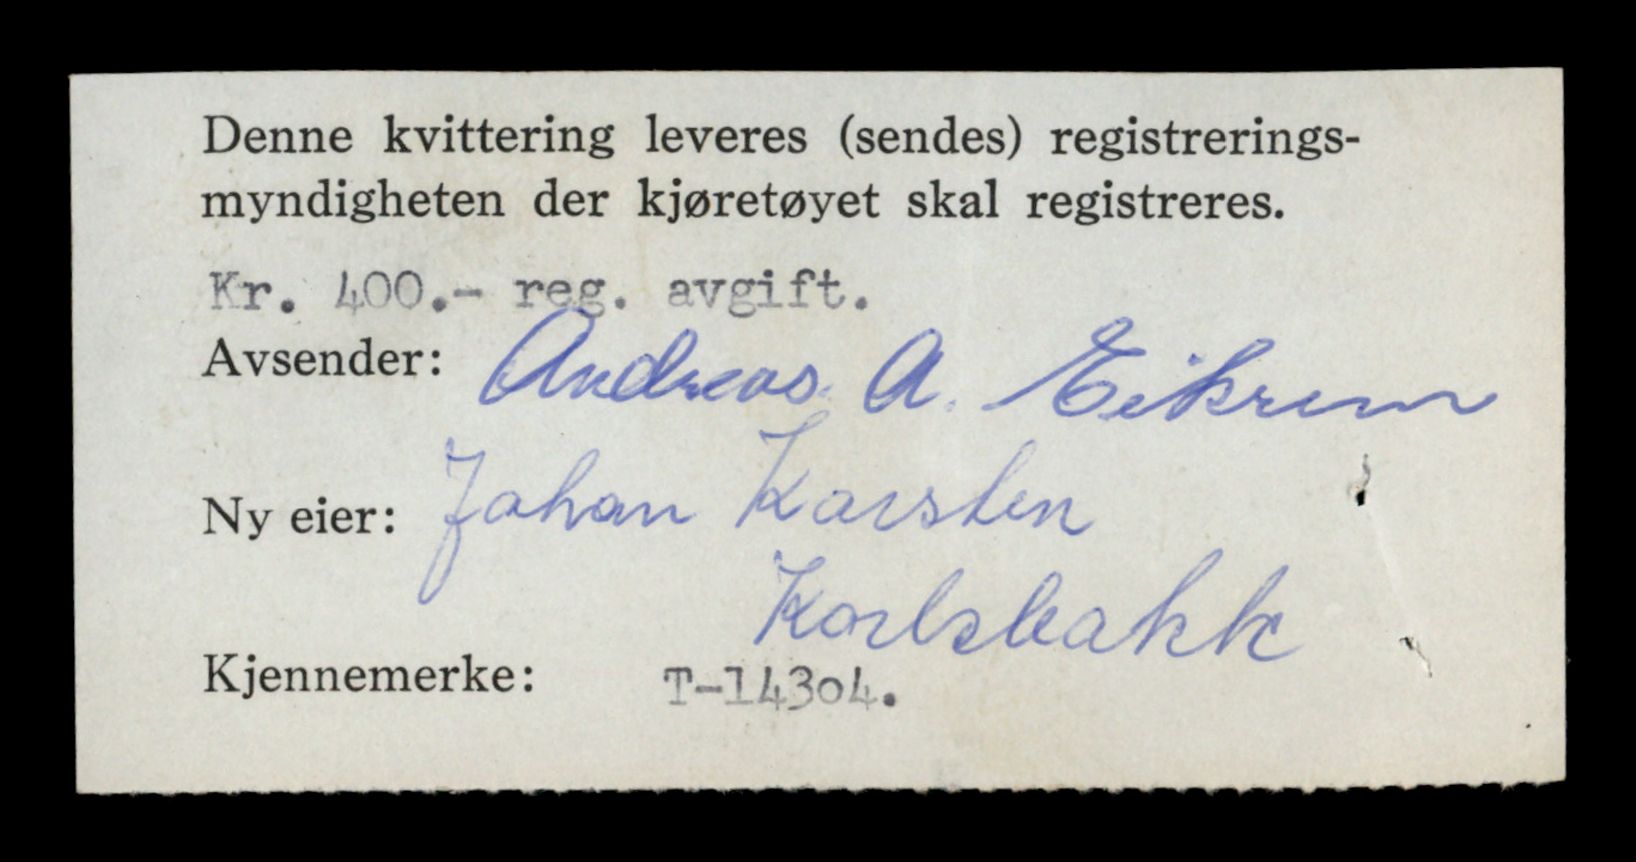 Denne kvittering leveres (sendes) registrerings-
myndigheten der kjøretøyet skal registreres.
Kr. 400.- reg. avgift.
Avsender: Andreas A. Eikrem
Ny eier: Johan Karsten
Karlsbakk
Kjennemerke: T-14304.